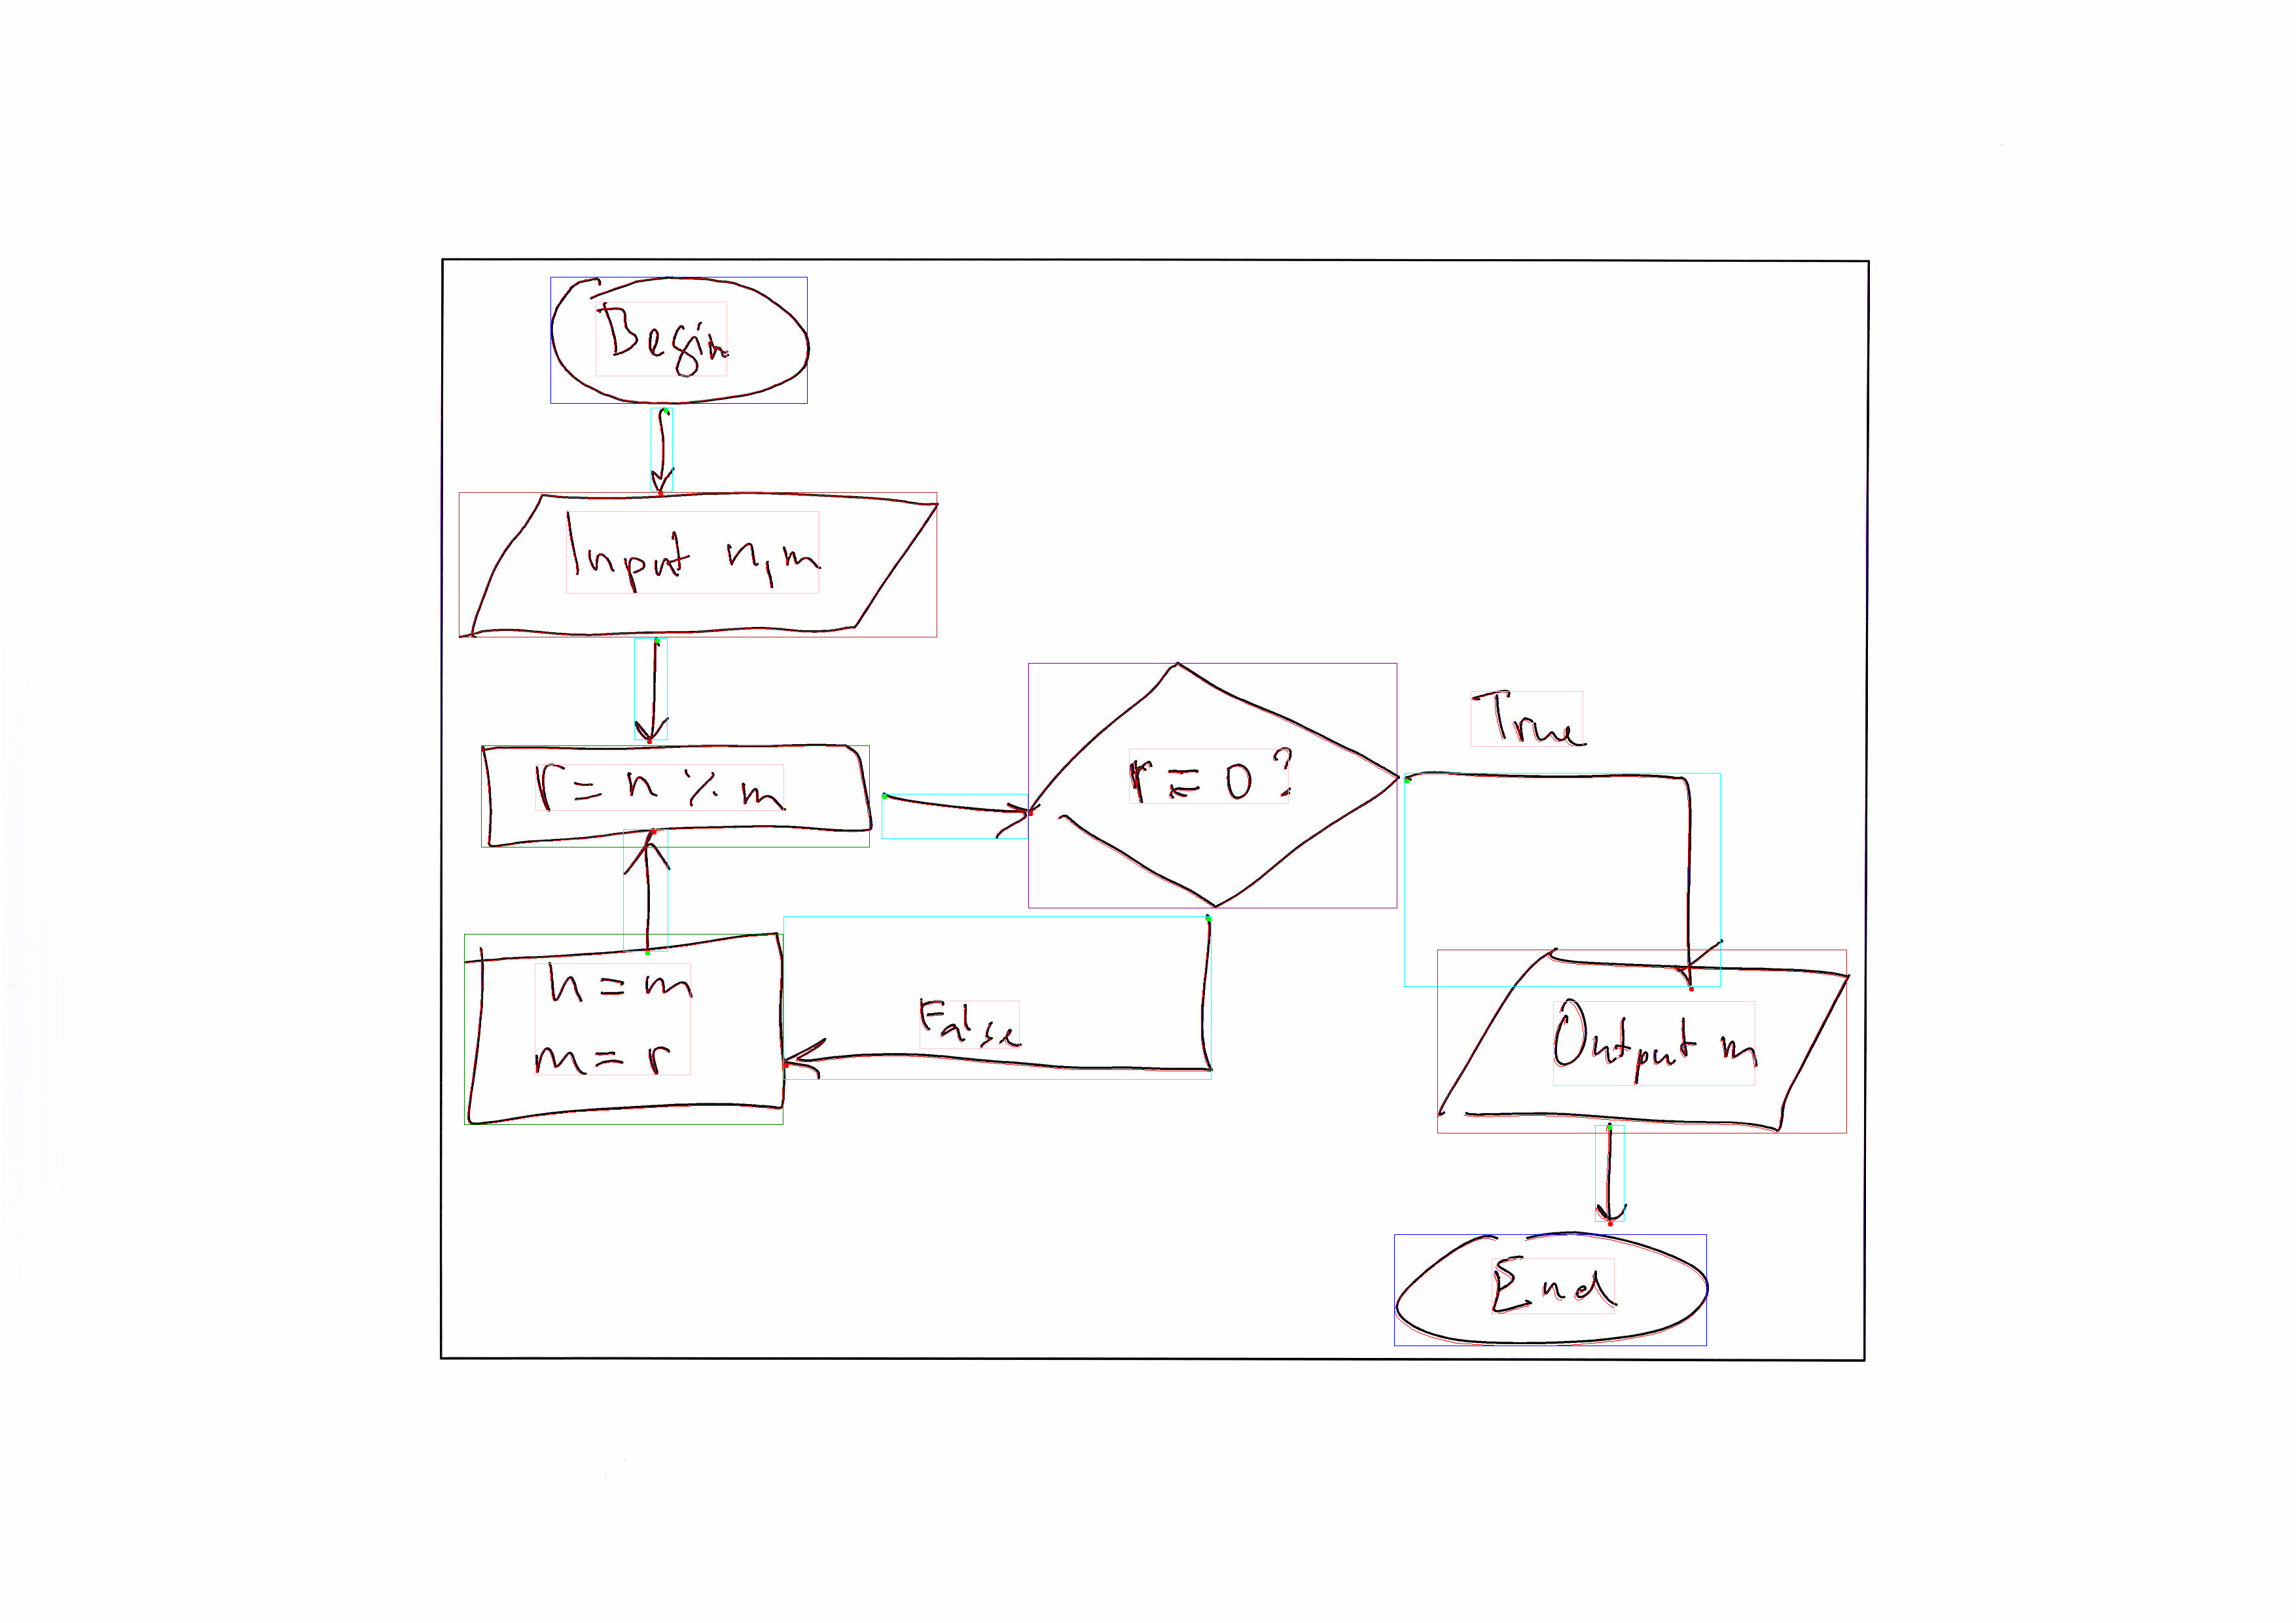 Begin
Input n, m
r = n % m
r = 0 ?
True
n = m
m = r
False
Output m
End